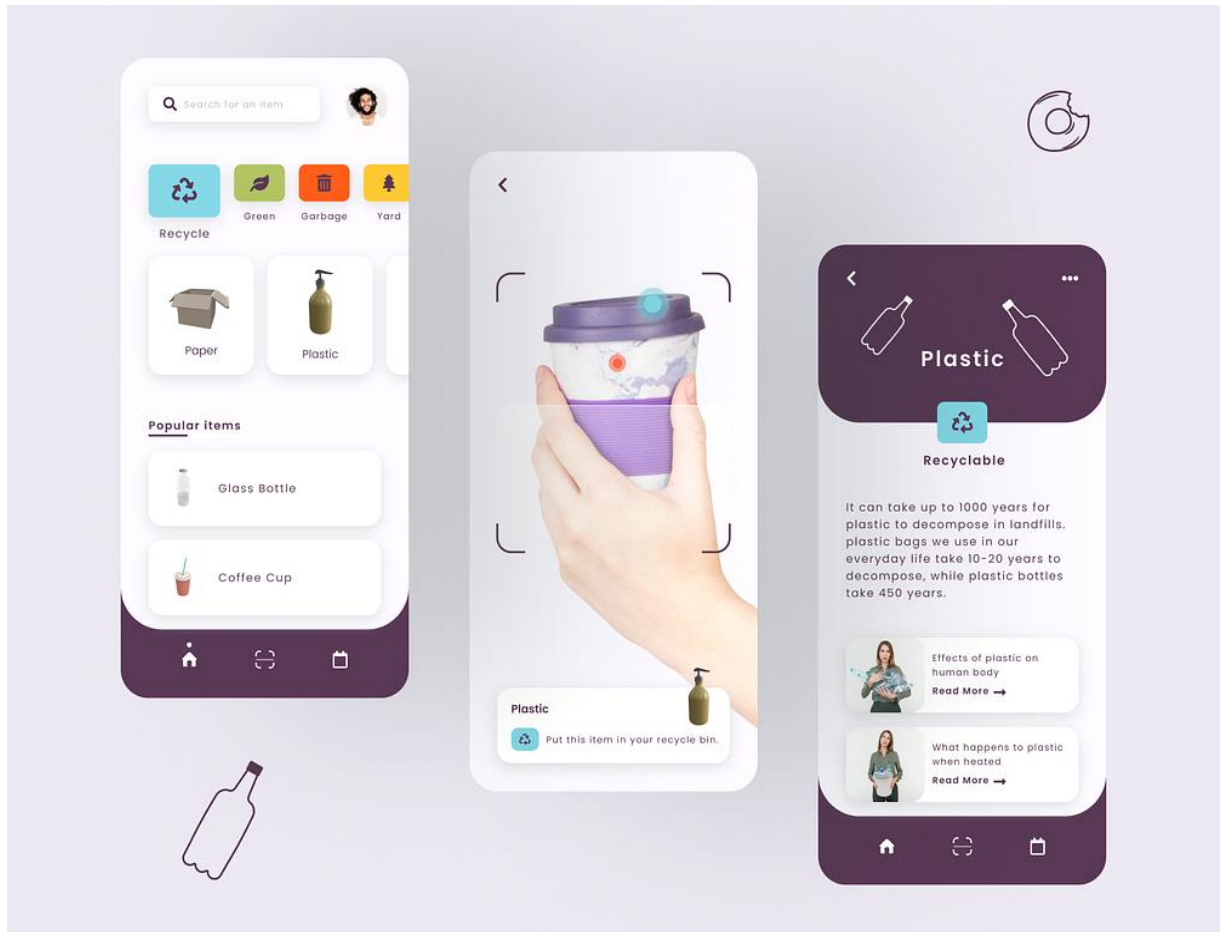 Search for an item
Recycle
Green
Garbage
Yard
Paper
Plastic
Popular items
Glass Bottle
Coffee Cup
Plastic
Put this item in your recycle bin.
Plastic
Recyclable
It can take up to 1000 years for
plastic to decompose in landfills.
plastic bags we use in our
everyday life take 10-20 years to
decompose, while plastic bottles
take 450 years.
Effects of plastic on
human body
Read More
What happens to plastic
when heated
Read More